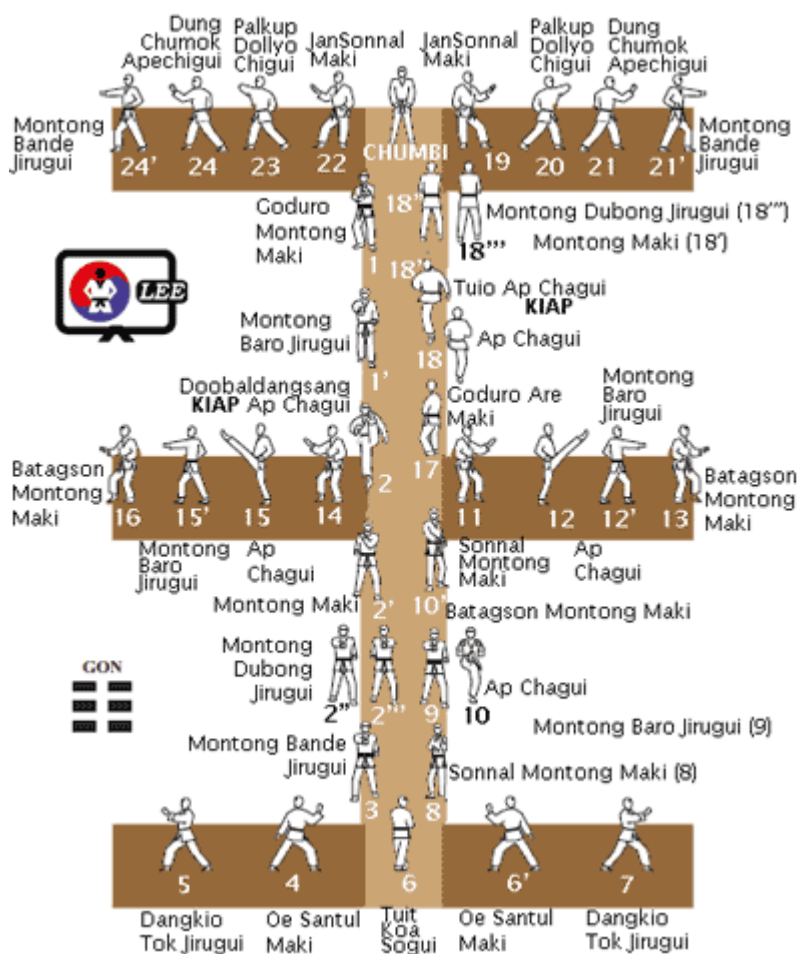 Dung
Chumok
Apechigui
Palkup
Dollyo
Chigui
JanSonnal
Maki
JanSonnal
Maki
Palkup
Dollyo
Chigui
Dung
Chumok
Apechigui
Montong
Bande
Jirugui
24'
24
23
22
CHUMBI
19
20
21
21'
Montong
Bande
Jirugui
Goduro
Montong
Maki
1
18"
18'''
Montong Dubong Jirugui (18''')
Montong Maki (18')
LEE
18'
Tuio Ap Chagui
KIAP
Montong
Baro Jirugui
1'
18
Ap Chagui
Doobaldangsang
KIAP Ap Chagui
2
Goduro Are
Maki
17
Montong
Baro
Jirugui
Batagson
Montong
Maki
16
15'
15
14
11
12
12'
13
Batagson
Montong
Maki
Montong
Baro
Jirugui
Ap
Chagui
Sonnal
Montong
Maki
Ap
Chagui
Montong Maki
2'
10'
Batagson Montong Maki
Montong
Dubong
Jirugui
2"
2'''
9
10
Ap Chagui
GON
Montong Baro Jirugui (9)
Montong Bande
Jirugui
3
8
Sonnal Montong Maki (8)
5
4
6
6'
7
Dangkio
Tok Jirugui
Oe Santul
Maki
Tuit
Koa
Sogui
Oe Santul
Maki
Dangkio
Tok Jirugui